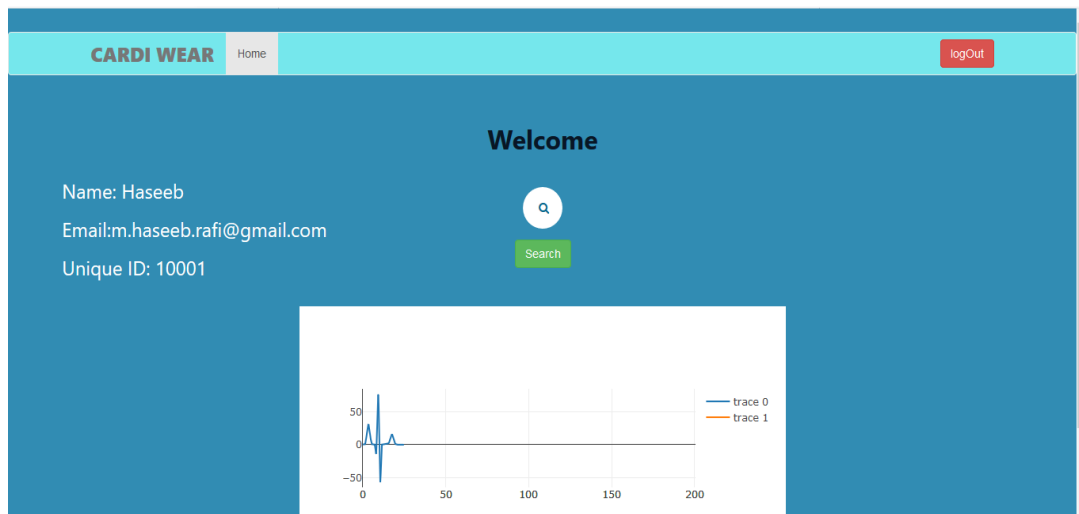 CARDI WEAR Home logOut
Welcome
Name: Haseeb
Email:m.haseeb.rafi@gmail.com
Unique ID: 10001
Search
trace 0
trace 1
50
0
−50
0 50 100 150 200